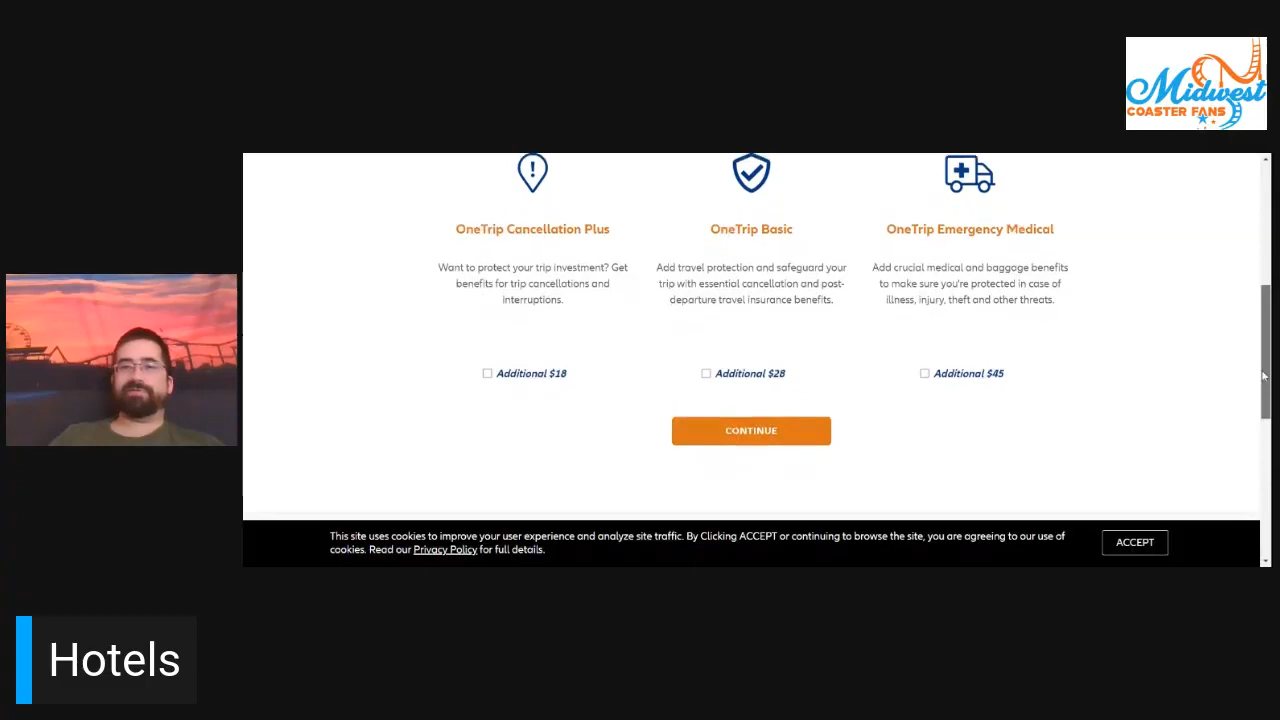 Midwest
COASTER FANS
OneTrip Cancellation Plus
Want to protect your trip investment? Get
benefits for trip cancellations and
interruptions.
Additional $18
OneTrip Basic
Add travel protection and safeguard your
trip with essential cancellation and post-
departure travel insurance benefits.
Additional $28
OneTrip Emergency Medical
Add crucial medical and baggage benefits
to make sure you're protected in case of
illness, injury, theft and other threats.
Additional $45
CONTINUE
This site uses cookies to improve your user experience and analyze site traffic. By Clicking ACCEPT or continuing to browse the site, you are agreeing to our use of
cookies. Read our Privacy Policy for full details.
ACCEPT
Hotels